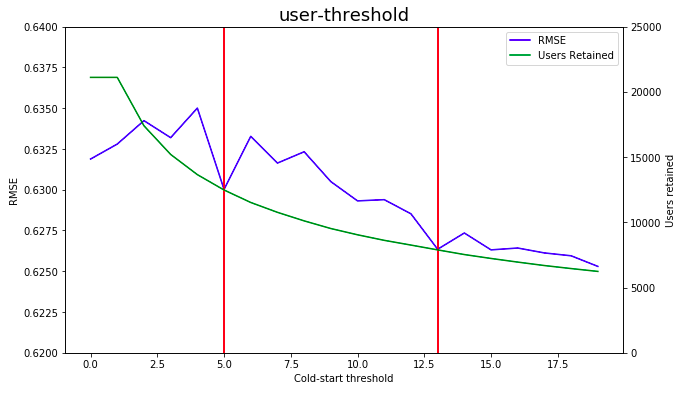 user-threshold
RMSE
Users Retained
0.6400
0.6375
0.6350
0.6325
0.6300
0.6275
0.6250
0.6225
0.6200
RMSE
25000
20000
15000
10000
5000
0
Users retained
0.0 2.5 5.0 7.5 10.0 12.5 15.0 17.5
Cold-start threshold